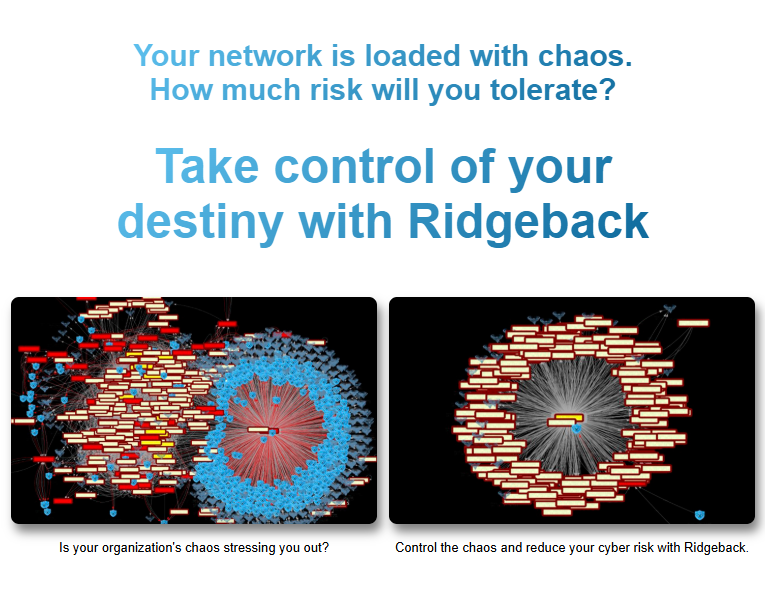 Your network is loaded with chaos.
How much risk will you tolerate?
Take control of your
destiny with Ridgeback
Is your organization's chaos stressing you out?
Control the chaos and reduce your cyber risk with Ridgeback.